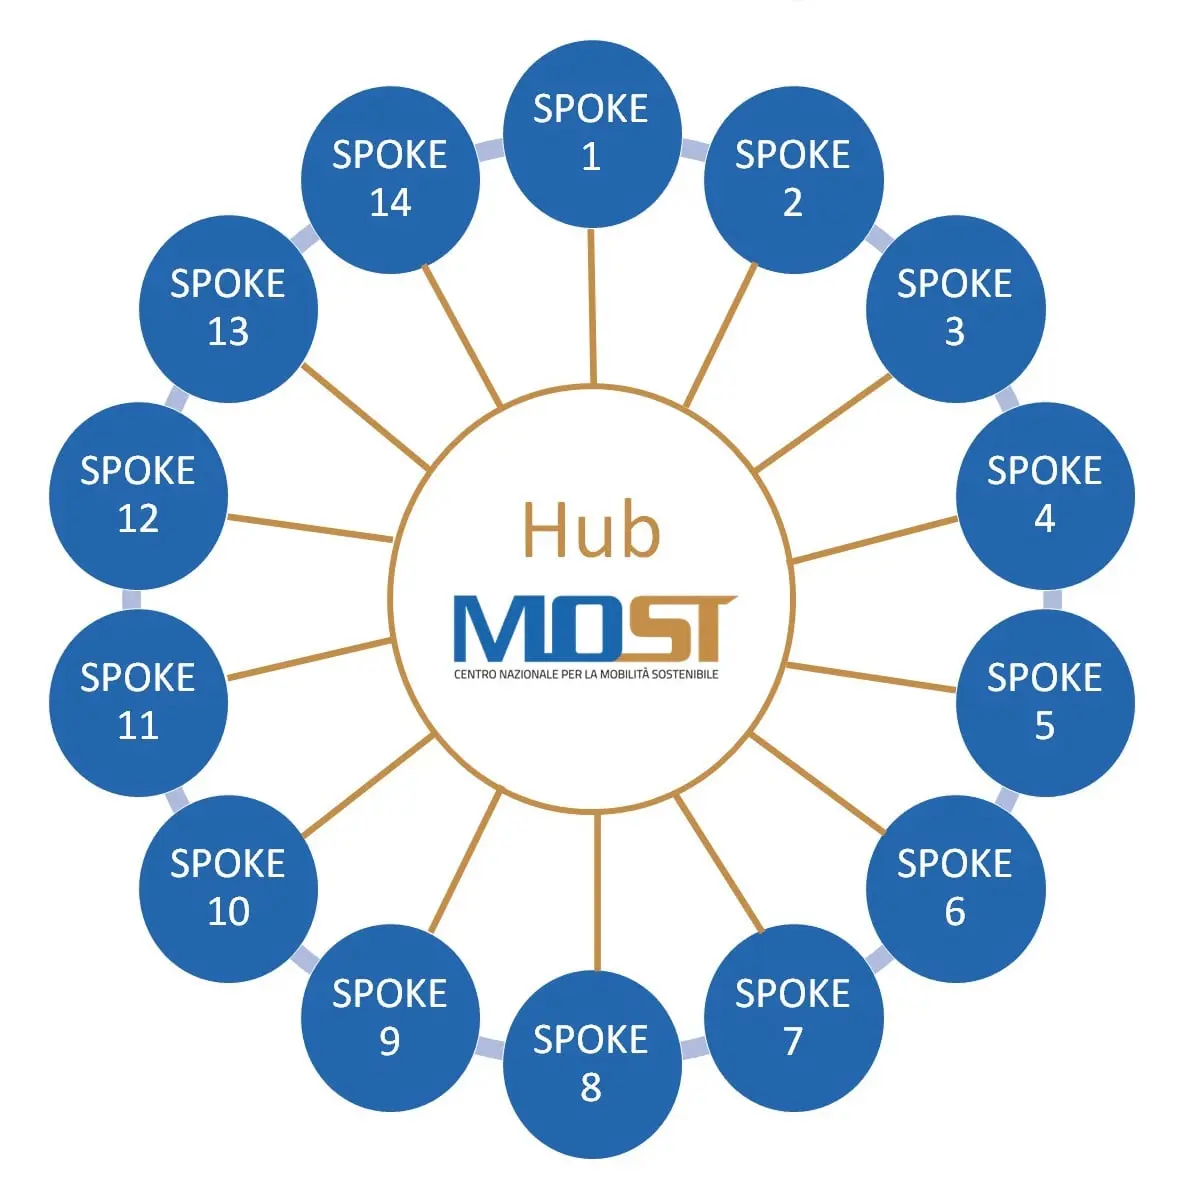 SPOKE
1
SPOKE
2
SPOKE
3
SPOKE
4
SPOKE
5
SPOKE
6
SPOKE
7
SPOKE
8
SPOKE
9
SPOKE
10
SPOKE
11
SPOKE
12
SPOKE
13
SPOKE
14
Hub
MOST
CENTRO NAZIONALE PER LA MOBILITÀ SOSTENIBILE